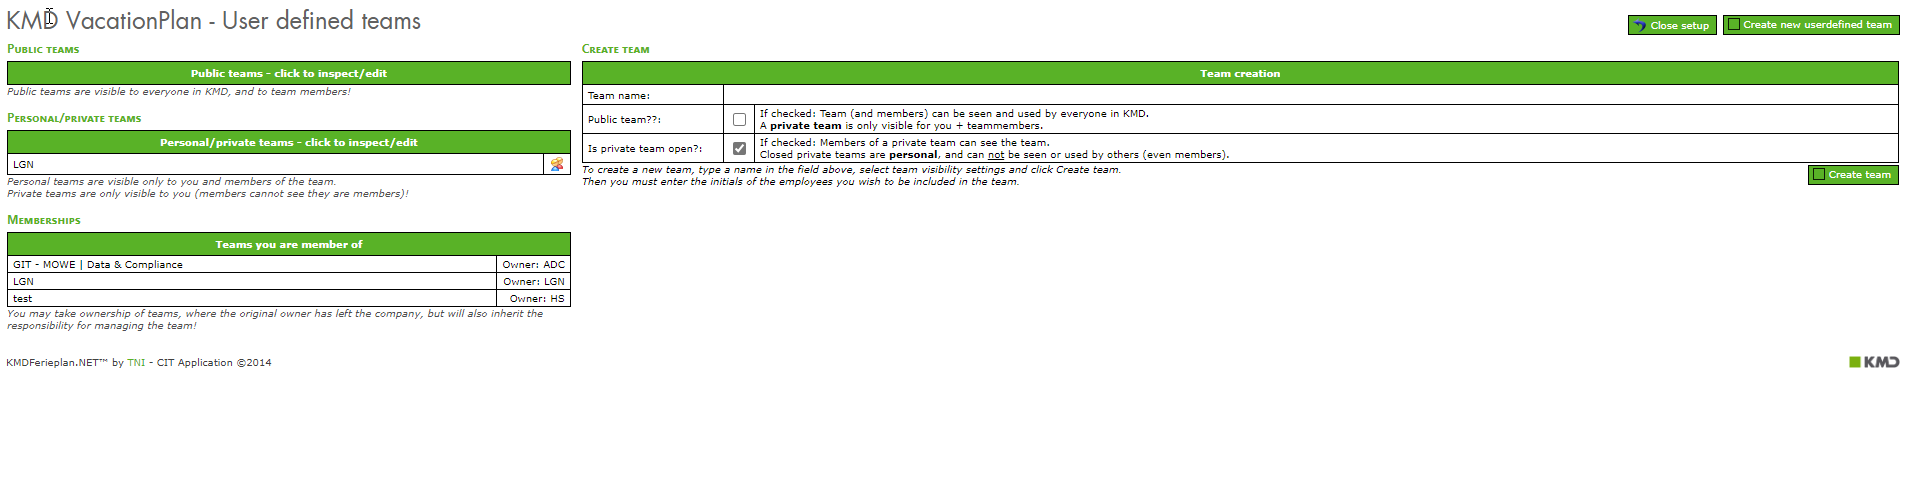 KMD VacationPlan - User defined teams
Close setup
Create new userdefined team
PUBLIC TEAMS
Public teams - click to inspect/edit
Public teams are visible to everyone in KMD, and to team members!
PERSONAL/PRIVATE TEAMS
Personal/private teams - click to inspect/edit
LGN
Personal teams are visible only to you and members of the team.
Private teams are only visible to you (members cannot see they are members)!
MEMBERSHIPS
Teams you are member of
GIT - MOWE | Data & Compliance Owner: ADC
LGN Owner: LGN
test Owner: HS
You may take ownership of teams, where the original owner has left the company, but will also inherit the
responsibility for managing the team!
CREATE TEAM
Team creation
Team name:
Public team??:
If checked: Team (and members) can be seen and used by everyone in KMD.
A private team is only visible for you + teammembers.
Is private team open?:
If checked: Members of a private team can see the team.
Closed private teams are personal, and can not be seen or used by others (even members).
To create a new team, type a name in the field above, select team visibility settings and click Create team.
Then you must enter the initials of the employees you wish to be included in the team.
Create team
KMDFerieplan.NET™ by TNI - CIT Application ©2014
KMD